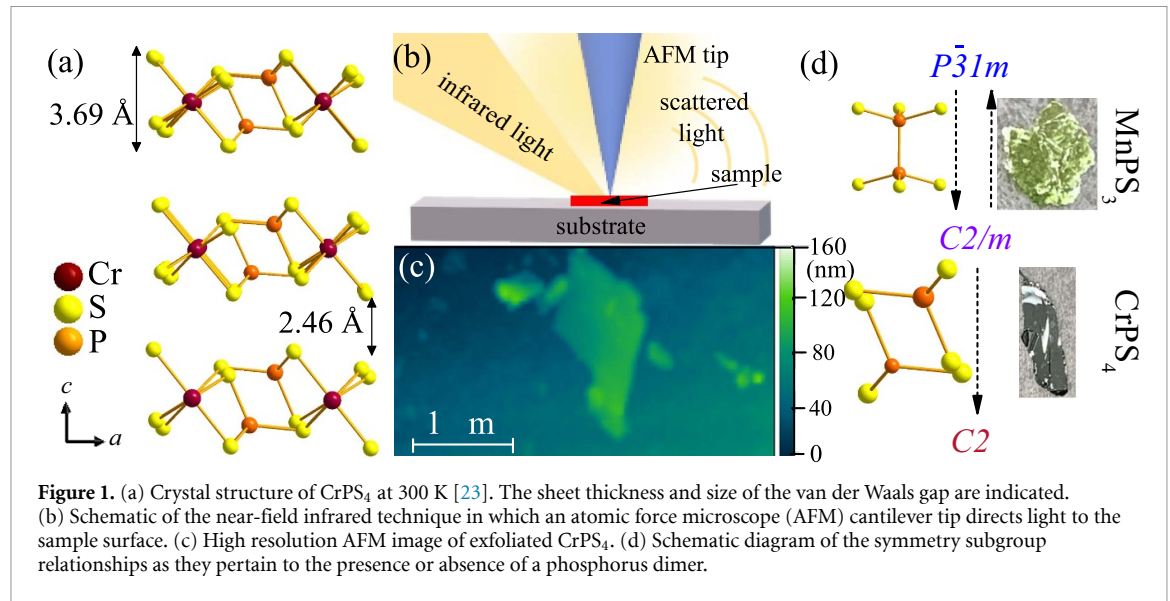 (a)
3.69 Å
2.46 Å
Cr
S
P
c
a
(b)
AFM tip
infrared light
scattered
light
sample
substrate
(c)
1 m
160
(nm)
120
80
40
0
(d)
P3̄1m
MnPS₃
C2/m
CrPS₄
C2
Figure 1. (a) Crystal structure of CrPS₄ at 300 K [23]. The sheet thickness and size of the van der Waals gap are indicated.
(b) Schematic of the near-field infrared technique in which an atomic force microscope (AFM) cantilever tip directs light to the
sample surface. (c) High resolution AFM image of exfoliated CrPS₄. (d) Schematic diagram of the symmetry subgroup
relationships as they pertain to the presence or absence of a phosphorus dimer.